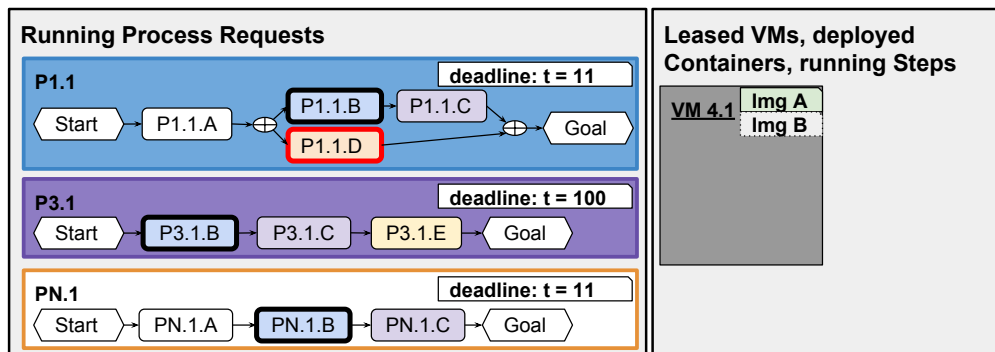 Running Process Requests
P1.1
deadline: t = 11
Start
P1.1.A
P1.1.B
P1.1.C
P1.1.D
Goal
P3.1
deadline: t = 100
Start
P3.1.B
P3.1.C
P3.1.E
Goal
PN.1
deadline: t = 11
Start
PN.1.A
PN.1.B
PN.1.C
Goal
Leased VMs, deployed
Containers, running Steps
VM 4.1
Img A
Img B